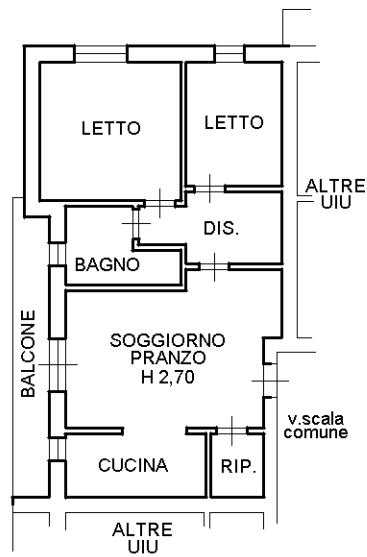 LETTO
LETTO
ALTRE
UIU
DIS.
BAGNO
BALCONE
SOGGIORNO
PRANZO
H 2,70
v.scala
comune
CUCINA
RIP.
ALTRE
UIU